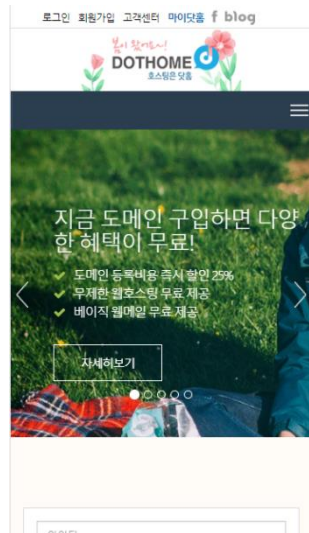 로그인 회원가입 고객센터 마이닷홈 f blog
봄이 왔어요~!
DOTHOME
호스팅은 닷홈
지금 도메인 구입하면 다양
한 혜택이 무료!
도메인 등록비용 즉시 할인 25%
무제한 웹호스팅 무료 제공
베이직 웹메일 무료 제공
자세히보기